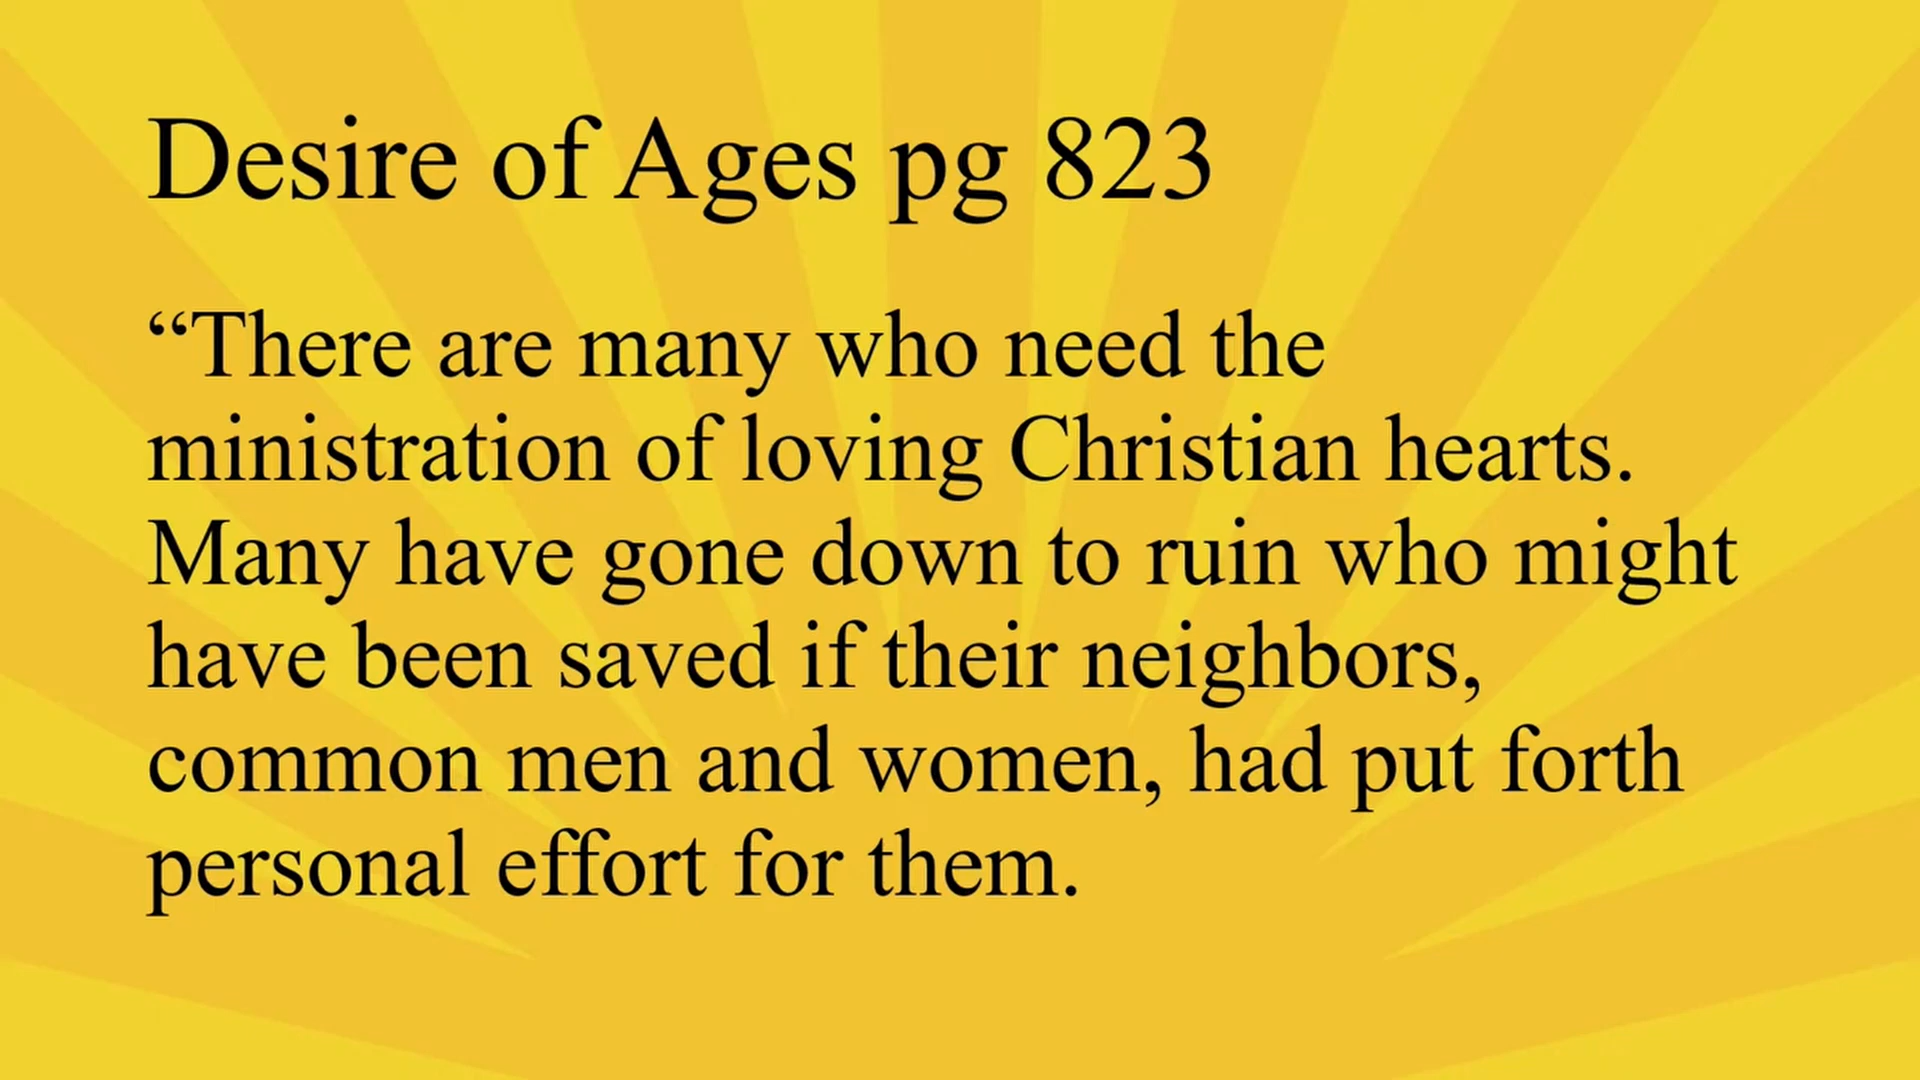 Desire of Ages pg 823
“There are many who need the
ministration of loving Christian hearts.
Many have gone down to ruin who might
have been saved if their neighbors,
common men and women, had put forth
personal effort for them.